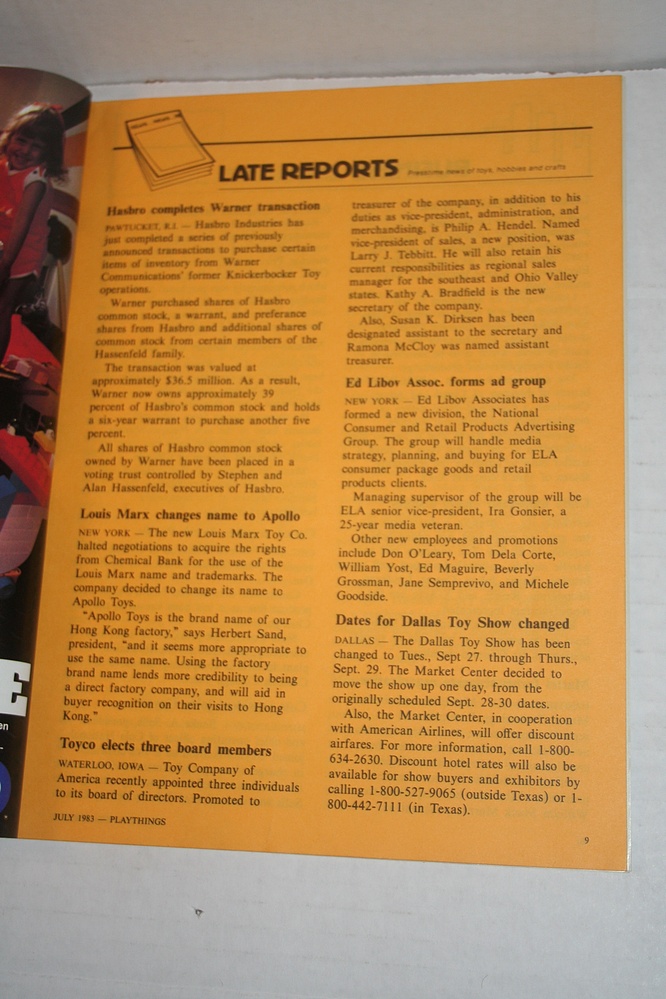 LATE REPORTS
Presstime news of toys, hobbies and crafts
Hasbro completes Warner transaction
PAWTUCKET, R.I. — Hasbro Industries has
just completed a series of previously
announced transactions to purchase certain
items of inventory from Warner
Communications' former Knickerbocker Toy
operations.
Warner purchased shares of Hasbro
common stock, a warrant, and preferance
shares from Hasbro and additional shares of
common stock from certain members of the
Hassenfeld family.
The transaction was valued at
approximately $36.5 million. As a result,
Warner now owns approximately 39
percent of Hasbro's common stock and holds
a six-year warrant to purchase another five
percent.
All shares of Hasbro common stock
owned by Warner have been placed in a
voting trust controlled by Stephen and
Alan Hassenfeld, executives of Hasbro.
Louis Marx changes name to Apollo
NEW YORK — The new Louis Marx Toy Co.
halted negotiations to acquire the rights
from Chemical Bank for the use of the
Louis Marx name and trademarks. The
company decided to change its name to
Apollo Toys.
"Apollo Toys is the brand name of our
Hong Kong factory," says Herbert Sand,
president, "and it seems more appropriate to
use the same name. Using the factory
brand name lends more credibility to being
a direct factory company, and will aid in
buyer recognition on their visits to Hong
Kong."
Toyco elects three board members
WATERLOO, IOWA — Toy Company of
America recently appointed three individuals
to its board of directors. Promoted to
treasurer of the company, in addition to his
duties as vice-president, administration, and
merchandising, is Philip A. Hendel. Named
vice-president of sales, a new position, was
Larry J. Tebbitt. He will also retain his
current responsibilities as regional sales
manager for the southeast and Ohio Valley
states. Kathy A. Bradfield is the new
secretary of the company.
Also, Susan K. Dirksen has been
designated assistant to the secretary and
Ramona McCloy was named assistant
treasurer.
Ed Libov Assoc. forms ad group
NEW YORK — Ed Libov Associates has
formed a new division, the National
Consumer and Retail Products Advertising
Group. The group will handle media
strategy, planning, and buying for ELA
consumer package goods and retail
products clients.
Managing supervisor of the group will be
ELA senior vice-president, Ira Gonsier, a
25-year media veteran.
Other new employees and promotions
include Don O'Leary, Tom Dela Corte,
William Yost, Ed Maguire, Beverly
Grossman, Jane Semprevivo, and Michele
Goodside.
Dates for Dallas Toy Show changed
DALLAS — The Dallas Toy Show has been
changed to Tues., Sept 27. through Thurs.,
Sept. 29. The Market Center decided to
move the show up one day, from the
originally scheduled Sept. 28-30 dates.
Also, the Market Center, in cooperation
with American Airlines, will offer discount
airfares. For more information, call 1-800-
634-2630. Discount hotel rates will also be
available for show buyers and exhibitors by
calling 1-800-527-9065 (outside Texas) or 1-
800-442-7111 (in Texas).
JULY 1983 — PLAYTHINGS
9